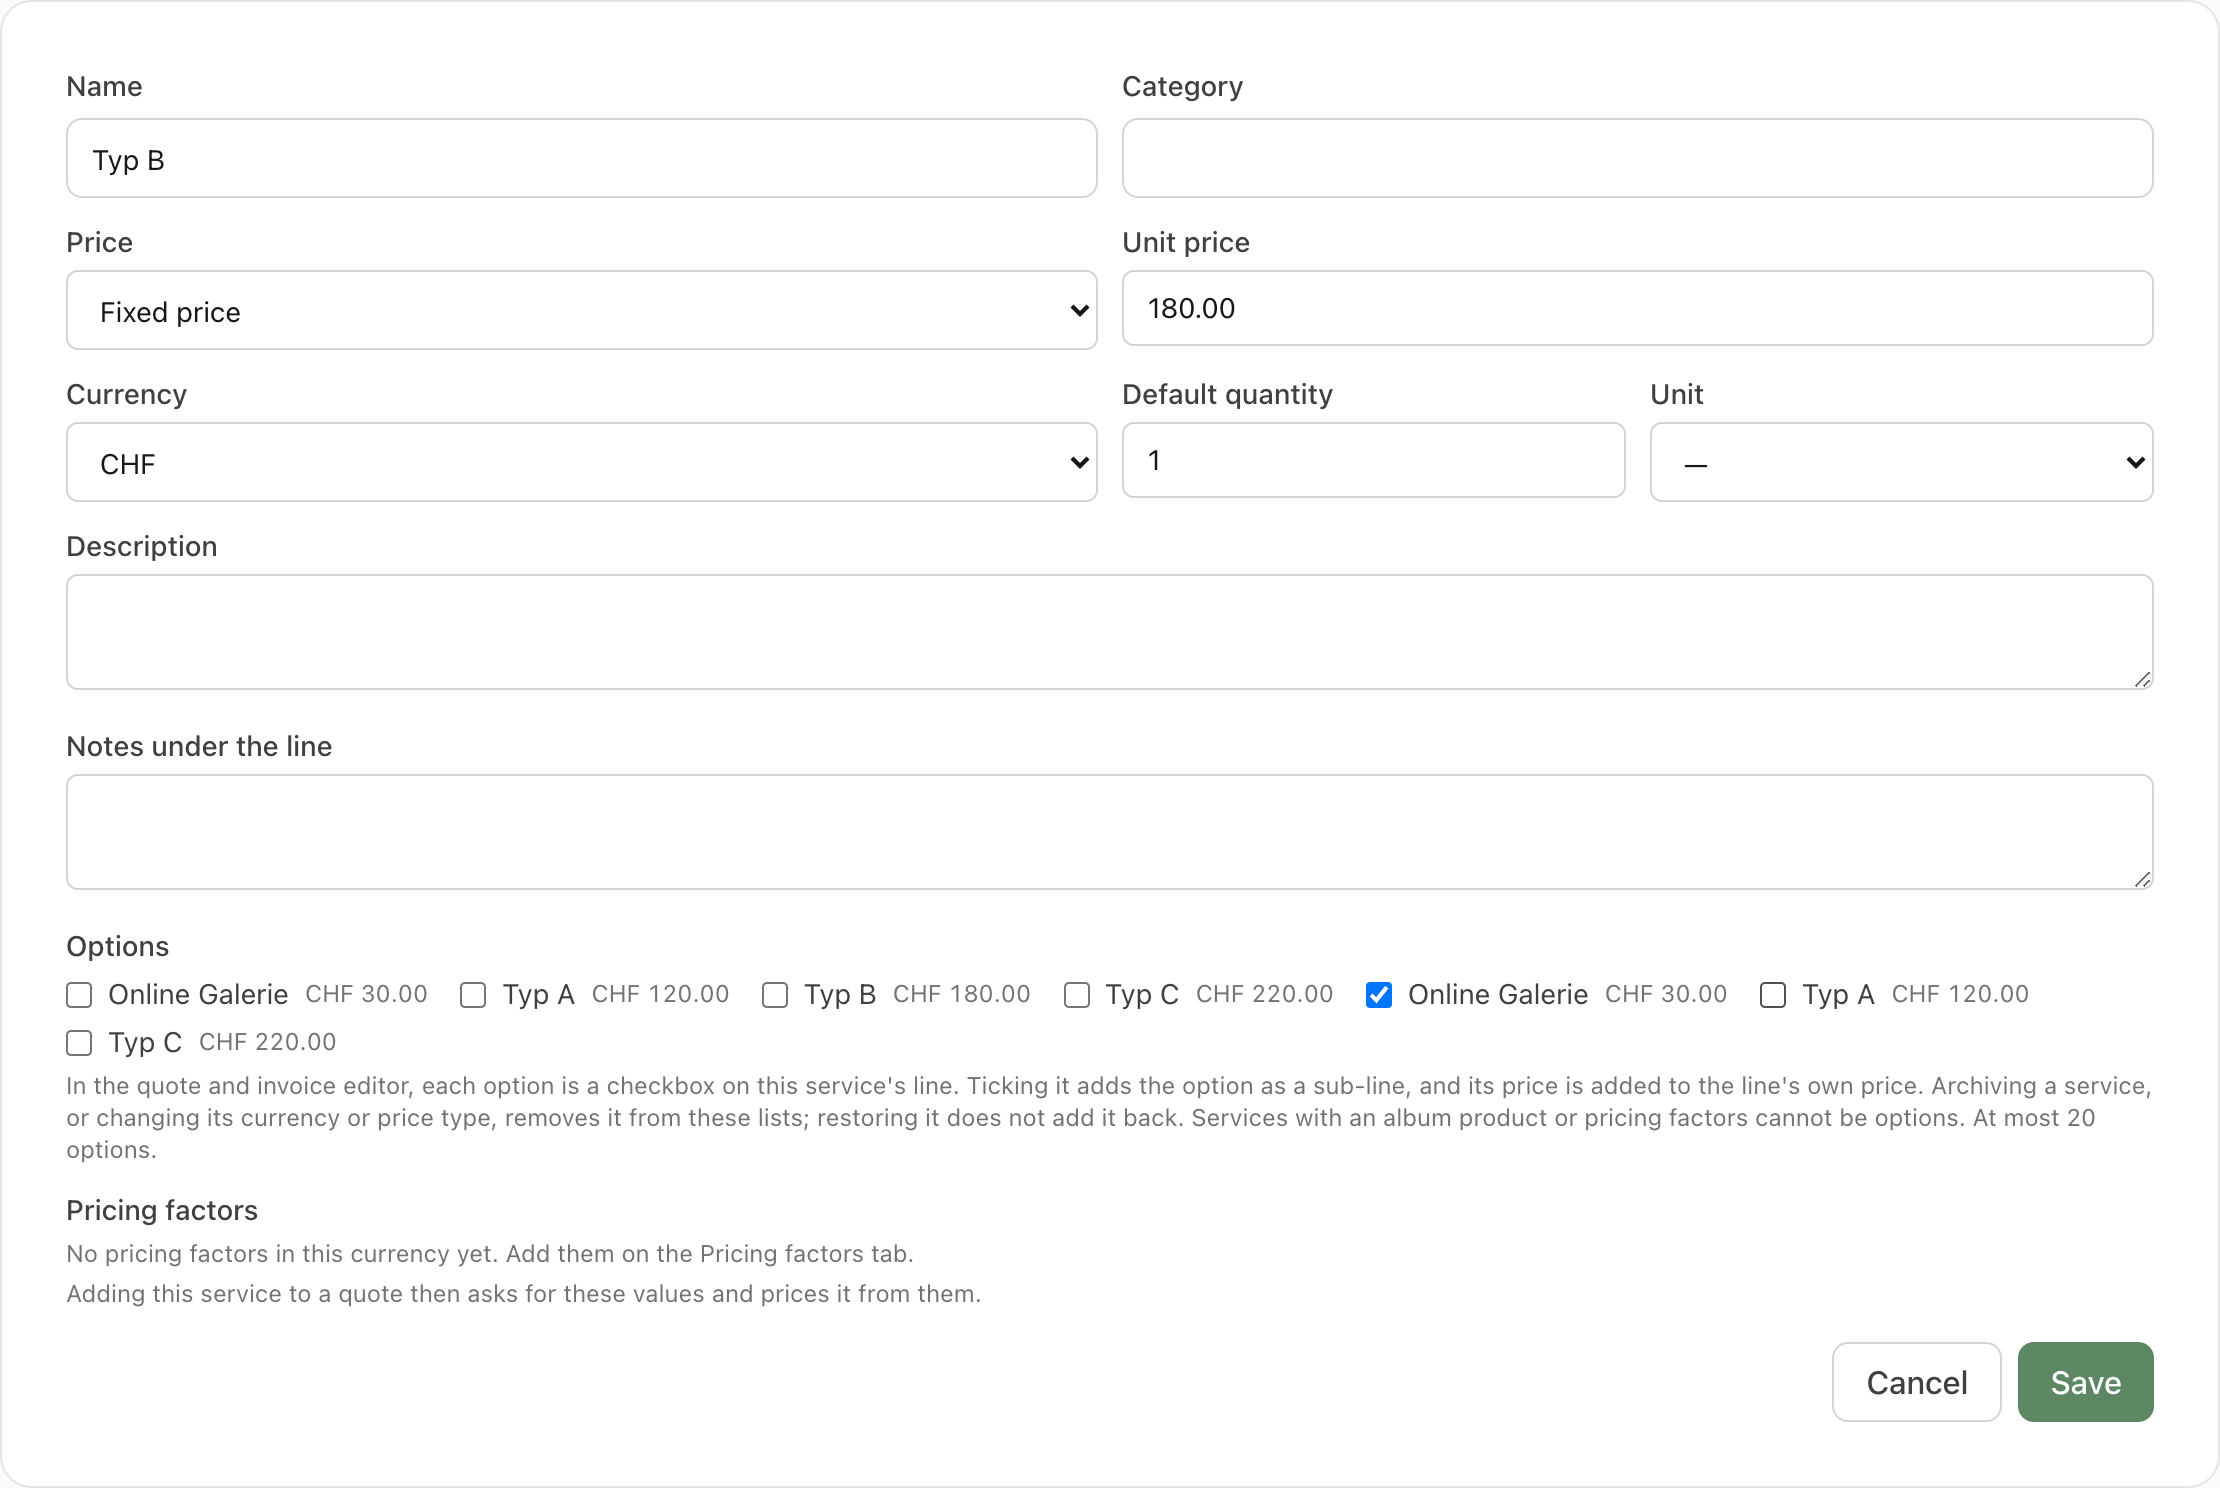 Name
Category
Typ B
Price
Unit price
Fixed price
180.00
Currency
Default quantity
Unit
CHF
1
—
Description
Notes under the line
Options
Online Galerie CHF 30.00 Typ A CHF 120.00 Typ B CHF 180.00 Typ C CHF 220.00 Online Galerie CHF 30.00 Typ A CHF 120.00
Typ C CHF 220.00
In the quote and invoice editor, each option is a checkbox on this service's line. Ticking it adds the option as a sub-line, and its price is added to the line's own price. Archiving a service,
or changing its currency or price type, removes it from these lists; restoring it does not add it back. Services with an album product or pricing factors cannot be options. At most 20
options.
Pricing factors
No pricing factors in this currency yet. Add them on the Pricing factors tab.
Adding this service to a quote then asks for these values and prices it from them.
Cancel
Save